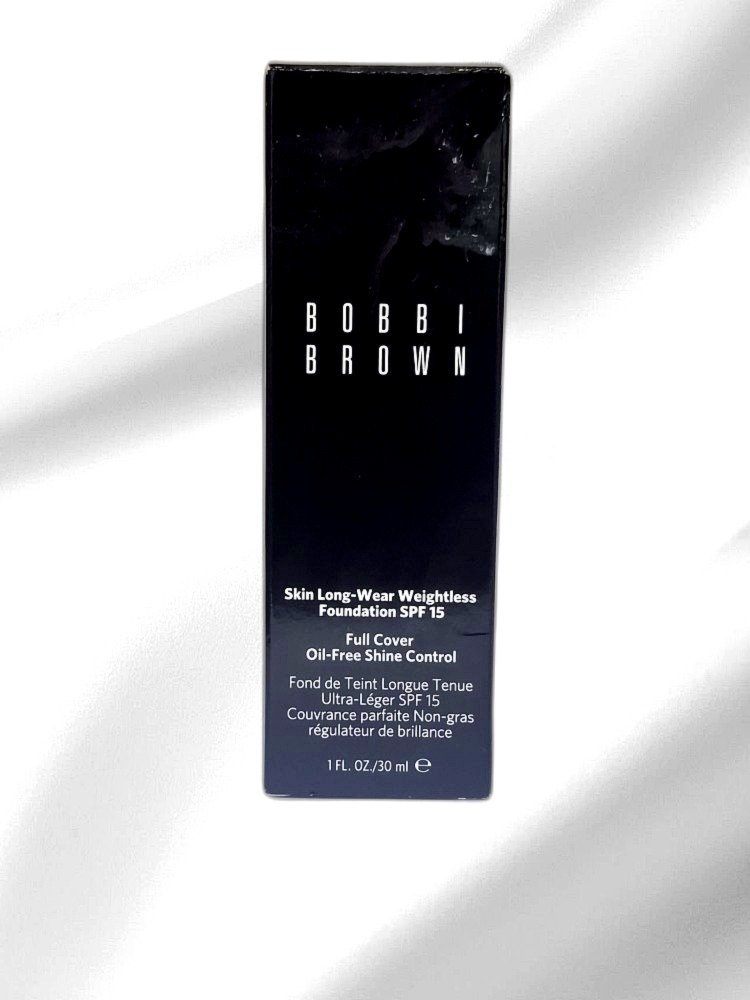 BOBBI
BROWN
Skin Long-Wear Weightless
Foundation SPF 15
Full Cover
Oil-Free Shine Control
Fond de Teint Longue Tenue
Ultra-Léger SPF 15
Couvrance parfaite Non-gras
régulateur de brillance
1 FL. OZ./30 ml ℮